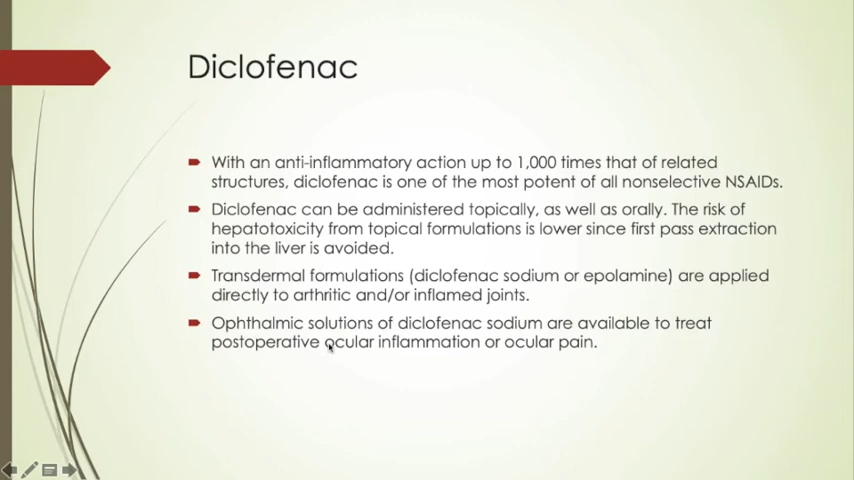 Diclofenac
With an anti-inflammatory action up to 1,000 times that of related
structures, diclofenac is one of the most potent of all nonselective NSAIDs.
Diclofenac can be administered topically, as well as orally. The risk of
hepatotoxicity from topical formulations is lower since first pass extraction
into the liver is avoided.
Transdermal formulations (diclofenac sodium or epolamine) are applied
directly to arthritic and/or inflamed joints.
Ophthalmic solutions of diclofenac sodium are available to treat
postoperative ocular inflammation or ocular pain.